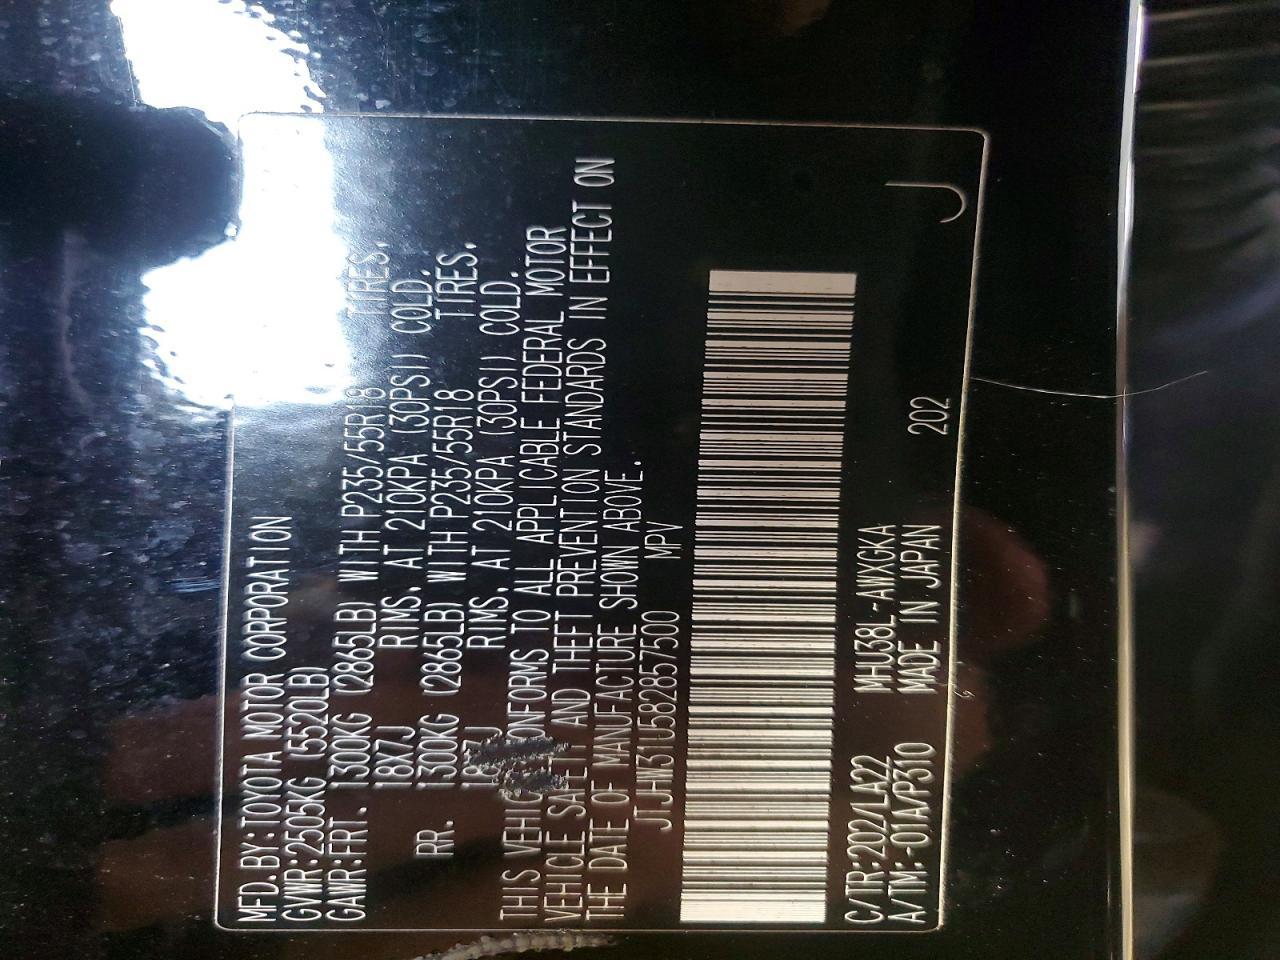 MFD.BY:TOYOTA MOTOR CORPORATION
GVWR:2505KG (5520LB)
GAWR:FRT. 1300KG (2865LB) WITH P235/55R18 TIRES,
18X7J RIMS, AT 210KPA (30PSI) COLD.
RR. 1300KG (2865LB) WITH P235/55R18 TIRES,
RIMS, AT 210KPA (30PSI) COLD.
THIS VEHIC ONFORMS TO ALL APPLICABLE FEDERAL MOTOR
VEHICLE SAFETY AND THEFT PREVENTION STANDARDS IN EFFECT ON
THE DATE OF MANUFACTURE SHOWN ABOVE.
JTJHW31U582857500 MPV
C/TR:202/LA22 MHU38L-AWXGKA
A/TM:-01A/P310 MADE IN JAPAN 202
J